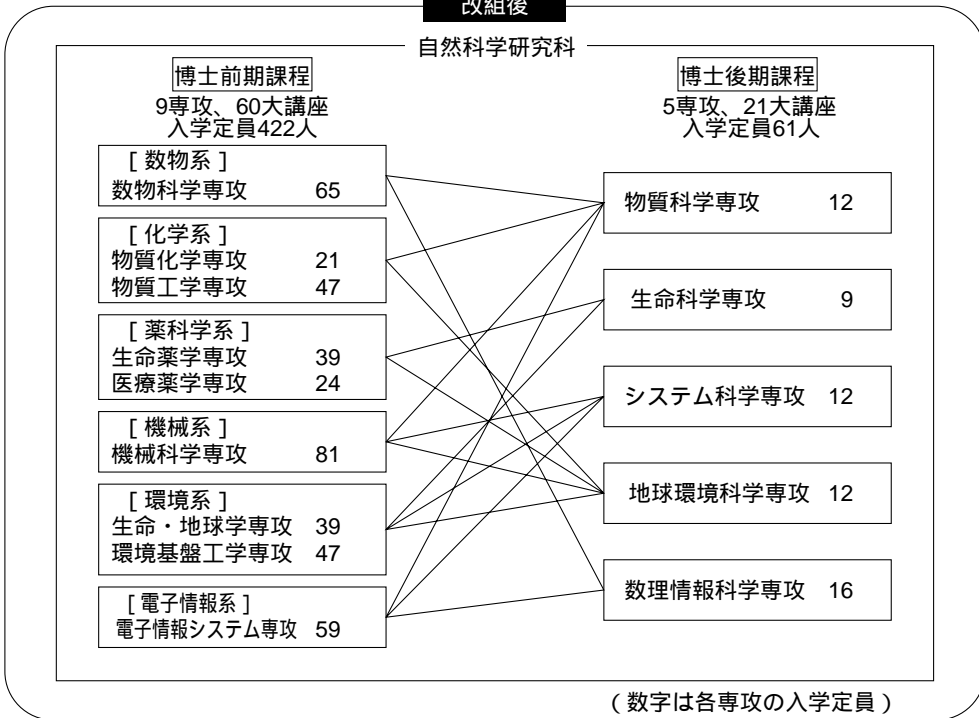 改組後
自然科学研究科
博士前期課程
9専攻、60大講座
入学定員422人
[ 数物系 ]
数物科学専攻 65
[ 化学系 ]
物質化学専攻 21
物質工学専攻 47
[ 薬科学系 ]
生命薬学専攻 39
医療薬学専攻 24
[ 機械系 ]
機械科学専攻 81
[ 環境系 ]
生命・地球学専攻 39
環境基盤工学専攻 47
[ 電子情報系 ]
電子情報システム専攻 59
博士後期課程
5専攻、21大講座
入学定員61人
物質科学専攻 12
生命科学専攻 9
システム科学専攻 12
地球環境科学専攻 12
数理情報科学専攻 16
( 数字は各専攻の入学定員 )